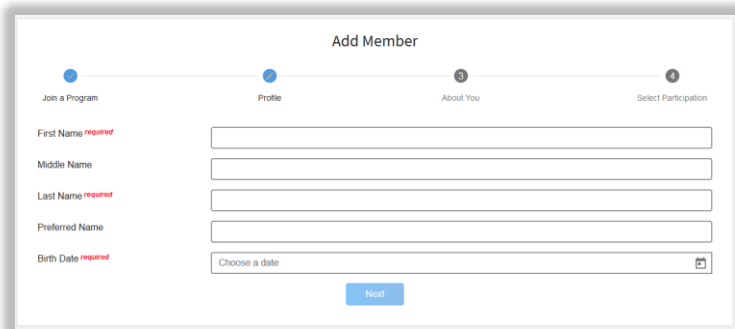 Add Member
3
4
Join a Program
Profile
About You
Select Participation
First Name required
Middle Name
Last Name required
Preferred Name
Birth Date required
Choose a date
Next